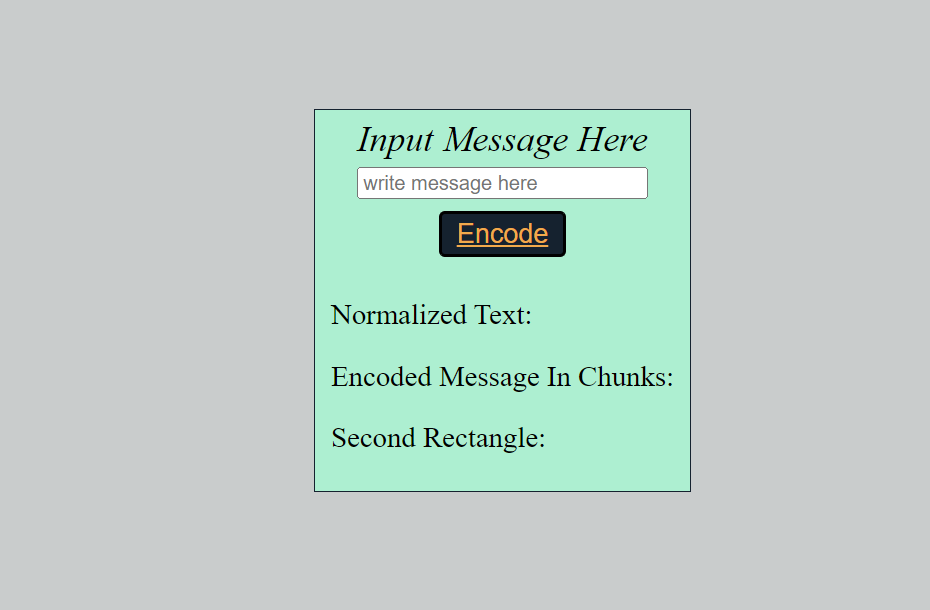 Input Message Here
write message here
Encode
Normalized Text:
Encoded Message In Chunks:
Second Rectangle: